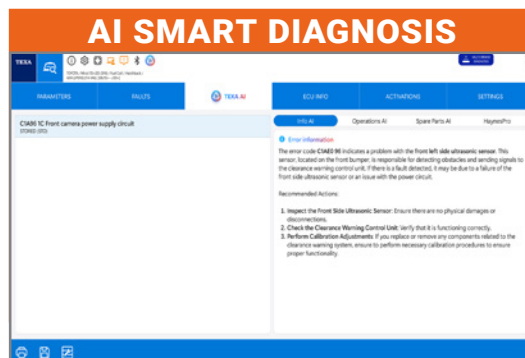 AI SMART DIAGNOSIS
TEXA
PARAMETERS
FAULTS
TEXA AI
ECU INFO
ACTIVATIONS
SETTINGS
C1A96 1C Front camera power supply circuit
STORED (STO)
Info AI
Operations AI
Spare Parts AI
HaynesPro
Error Information
The error code C1AE0 96 indicates a problem with the front left side ultrasonic sensor. This
sensor, located on the front bumper, is responsible for detecting obstacles and sending signals to
the clearance warning control unit. If there is a fault detected, it may be due to a failure of the
front side ultrasonic sensor or an issue with the power circuit.
Recommended Actions:
1. Inspect the Front Side Ultrasonic Sensor: Ensure there are no physical damages or
disconnections.
2. Check the Clearance Warning Control Unit: Verify that it is functioning correctly.
3. Perform Calibration Adjustments: If you replace or remove any components related to the
clearance warning system, ensure to perform necessary calibration procedures to ensure
proper functionality.